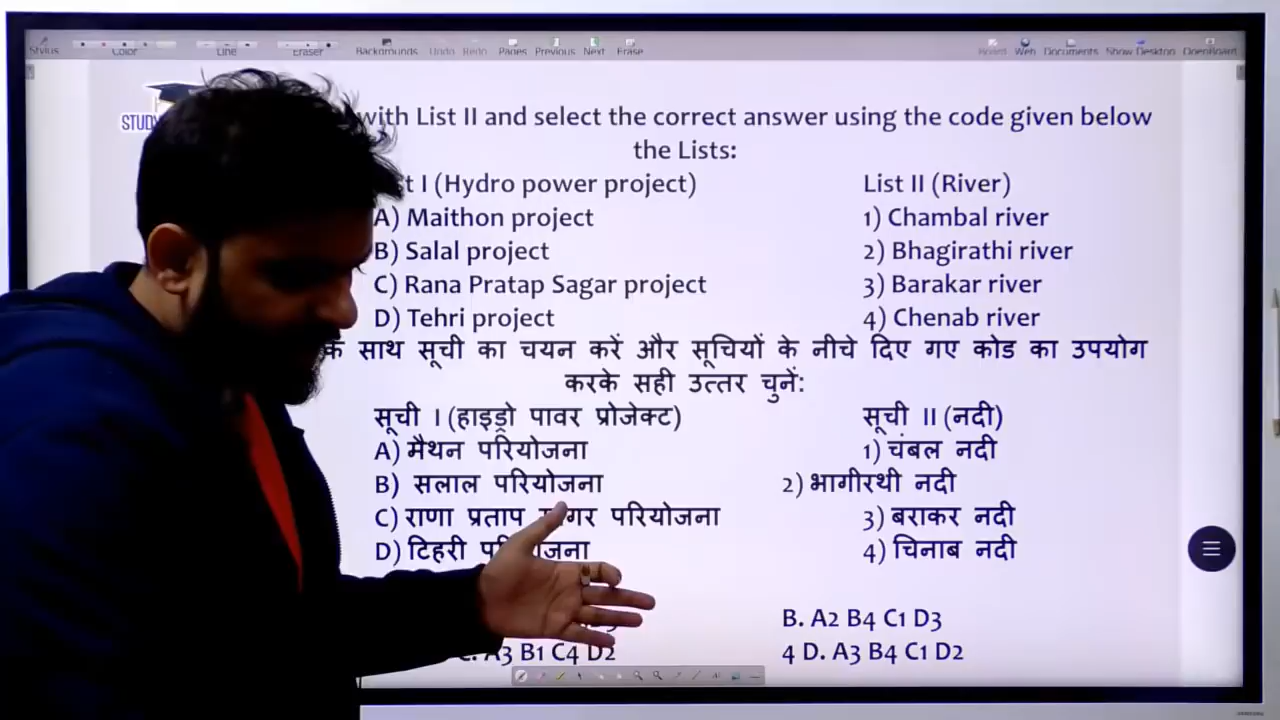 Stylus Color Line Eraser Backgrounds Undo Redo Pages Previous Next Erase Board Web Documents Show Desktop OpenBoard
STUDY
with List II and select the correct answer using the code given below
the Lists:
I (Hydro power project) List II (River)
A) Maithon project 1) Chambal river
B) Salal project 2) Bhagirathi river
C) Rana Pratap Sagar project 3) Barakar river
D) Tehri project 4) Chenab river
के साथ सूची का चयन करें और सूचियों के नीचे दिए गए कोड का उपयोग
करके सही उत्तर चुनें:
सूची I (हाइड्रो पावर प्रोजेक्ट) सूची II (नदी)
A) मैथन परियोजना 1) चंबल नदी
B) सलाल परियोजना 2) भागीरथी नदी
C) राणा प्रताप परियोजना 3) बराकर नदी
D) टिहरी 4) चिनाब नदी
B. A2 B4 C1 D3
C. A3 B1 C4 D2 4 D. A3 B4 C1 D2